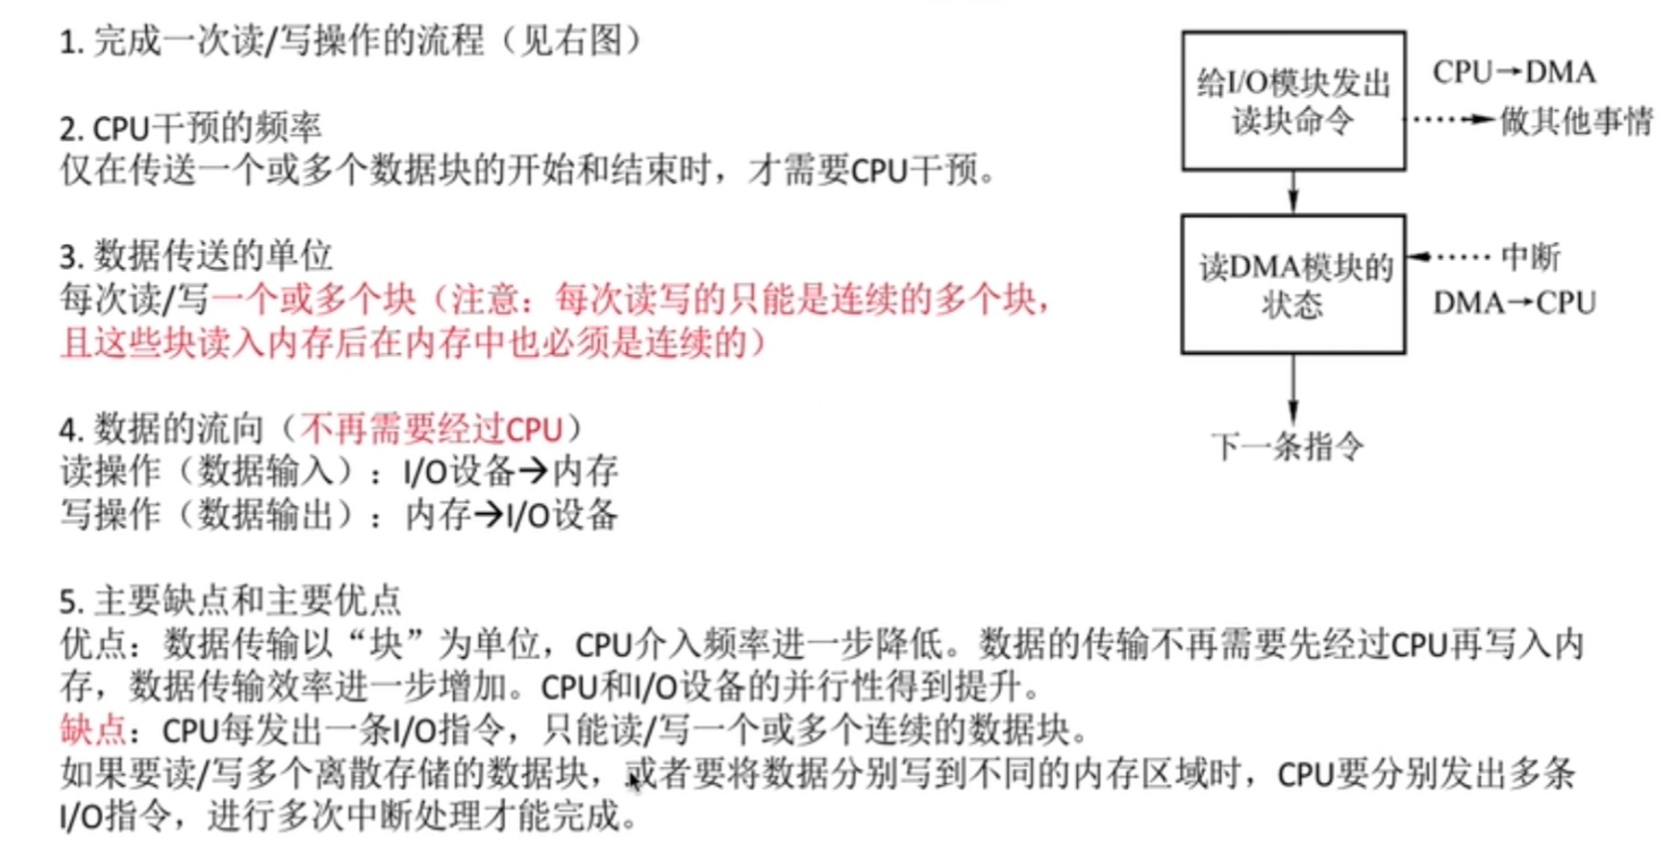 1. 完成一次读/写操作的流程（见右图）
2. CPU干预的频率
仅在传送一个或多个数据块的开始和结束时，才需要CPU干预。
3. 数据传送的单位
每次读/写一个或多个块（注意：每次读写的只能是连续的多个块，
且这些块读入内存后在内存中也必须是连续的）
4. 数据的流向（不再需要经过CPU）
读操作（数据输入）：I/O设备→内存
写操作（数据输出）：内存→I/O设备
5. 主要缺点和主要优点
优点：数据传输以“块”为单位，CPU介入频率进一步降低。数据的传输不再需要先经过CPU再写入内
存，数据传输效率进一步增加。CPU和I/O设备的并行性得到提升。
缺点：CPU每发出一条I/O指令，只能读/写一个或多个连续的数据块。
如果要读/写多个离散存储的数据块，或者要将数据分别写到不同的内存区域时，CPU要分别发出多条
I/O指令，进行多次中断处理才能完成。
给I/O模块发出
读块命令
CPU→DMA
做其他事情
读DMA模块的
状态
中断
DMA→CPU
下一条指令